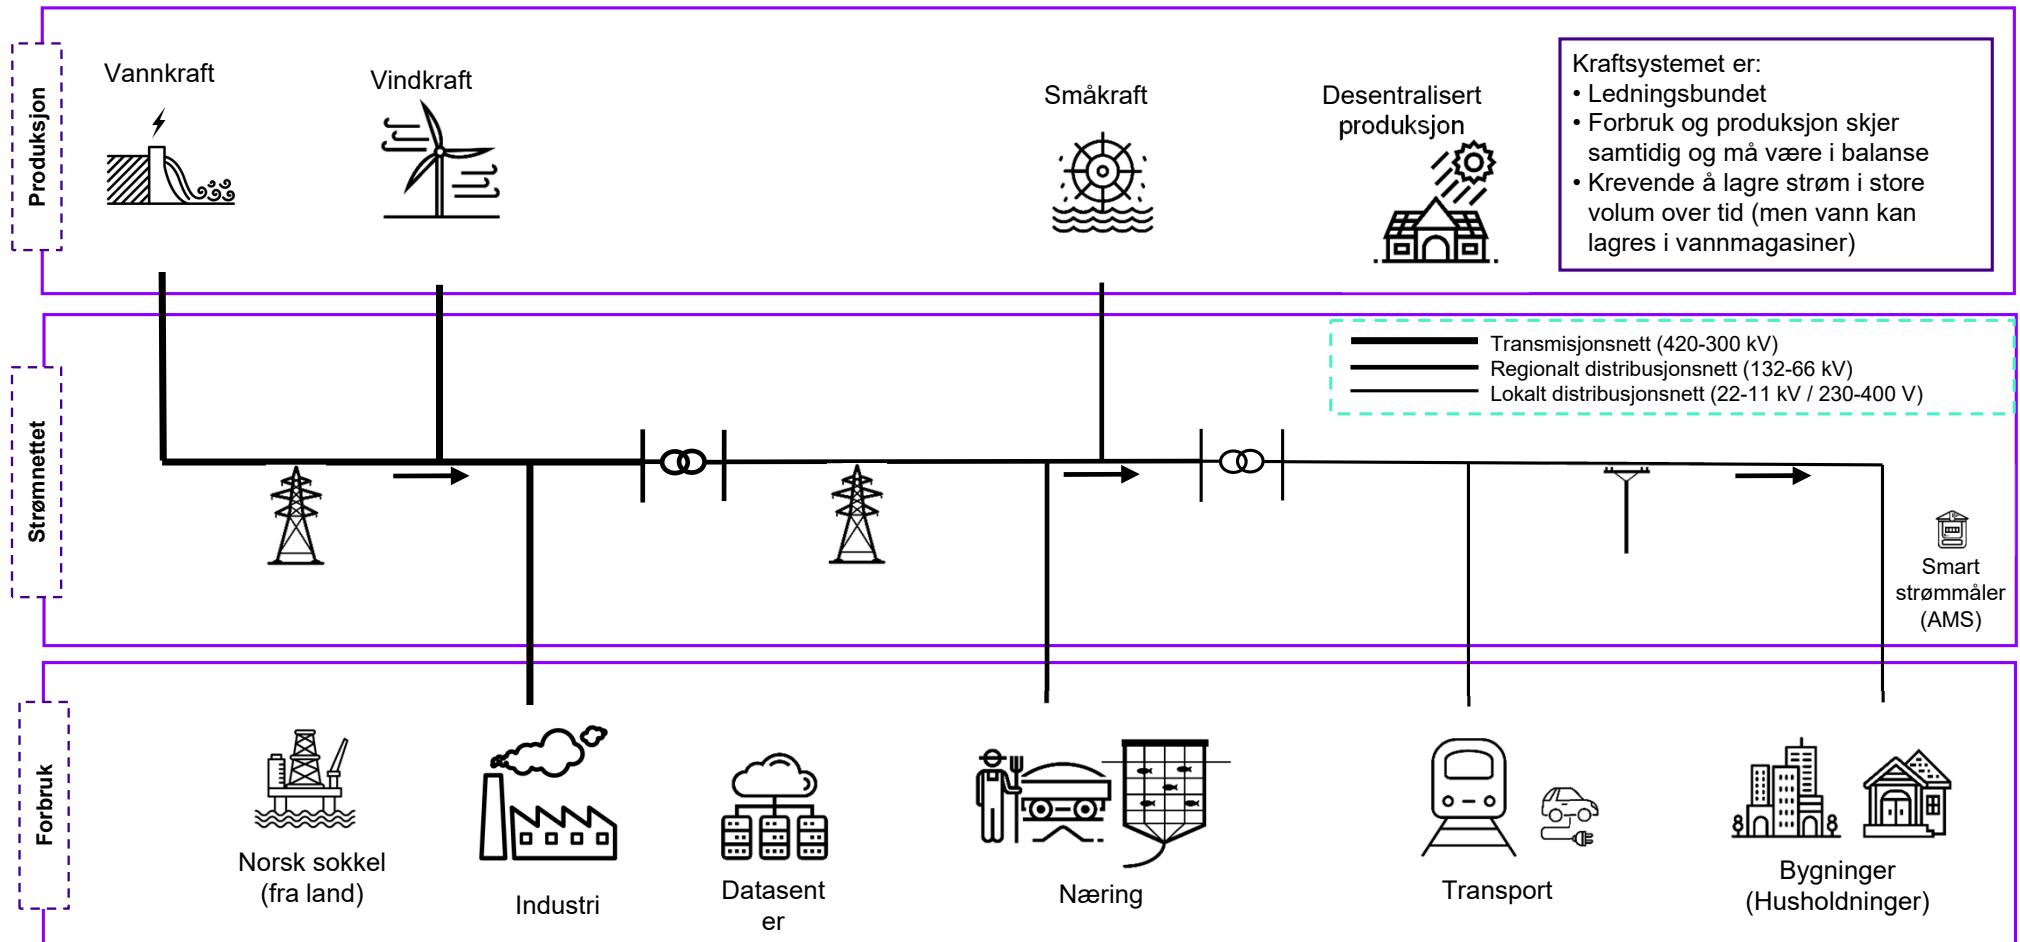 Produksjon
Vannkraft
Vindkraft
Småkraft
Desentralisert
produksjon
Kraftsystemet er:
• Ledningsbundet
• Forbruk og produksjon skjer
samtidig og må være i balanse
• Krevende å lagre strøm i store
volum over tid (men vann kan
lagres i vannmagasiner)
Strømnettet
Transmisjonsnett (420-300 kV)
Regionalt distribusjonsnett (132-66 kV)
Lokalt distribusjonsnett (22-11 kV / 230-400 V)
Smart
strømmåler
(AMS)
Forbruk
Norsk sokkel
(fra land)
Industri
Datasent
er
Næring
Transport
Bygninger
(Husholdninger)